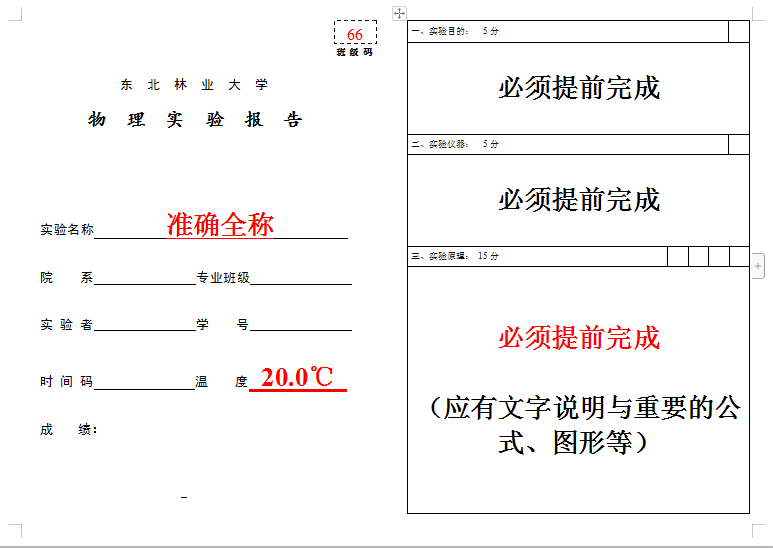 66
班级码
东北林业大学
物理实验报告
实验名称 准确全称
院 系 专业班级
实验者 学 号
时间码 温 度 20.0℃
成 绩：
一、实验目的： 5 分
必须提前完成
二、实验仪器： 5 分
必须提前完成
三、实验原理： 15 分
必须提前完成
（应有文字说明与重要的公
式、图形等）